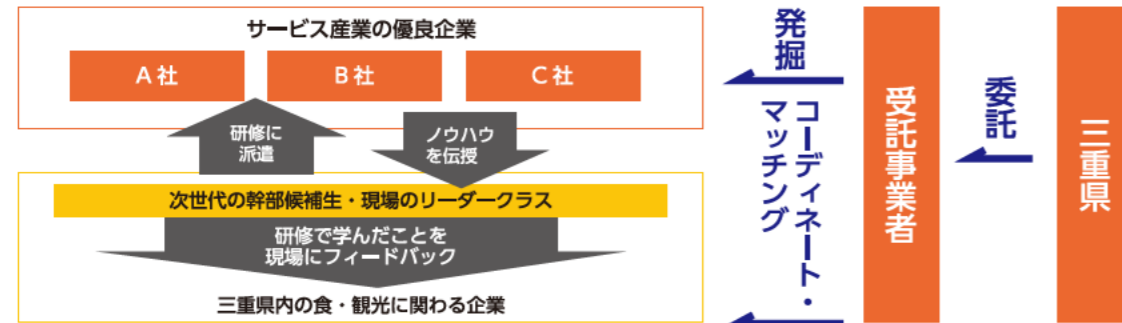 サービス産業の優良企業
A社
B社
C社
研修に
派遣
ノウハウ
を伝授
次世代の幹部候補生・現場のリーダークラス
研修で学んだことを
現場にフィードバック
三重県内の食・観光に関わる企業
発掘
コーディネート・
マッチング
受託事業者
委託
三重県